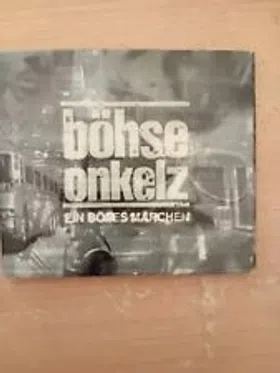 böhse
onkelz
EIN BÖSES MÄRCHEN